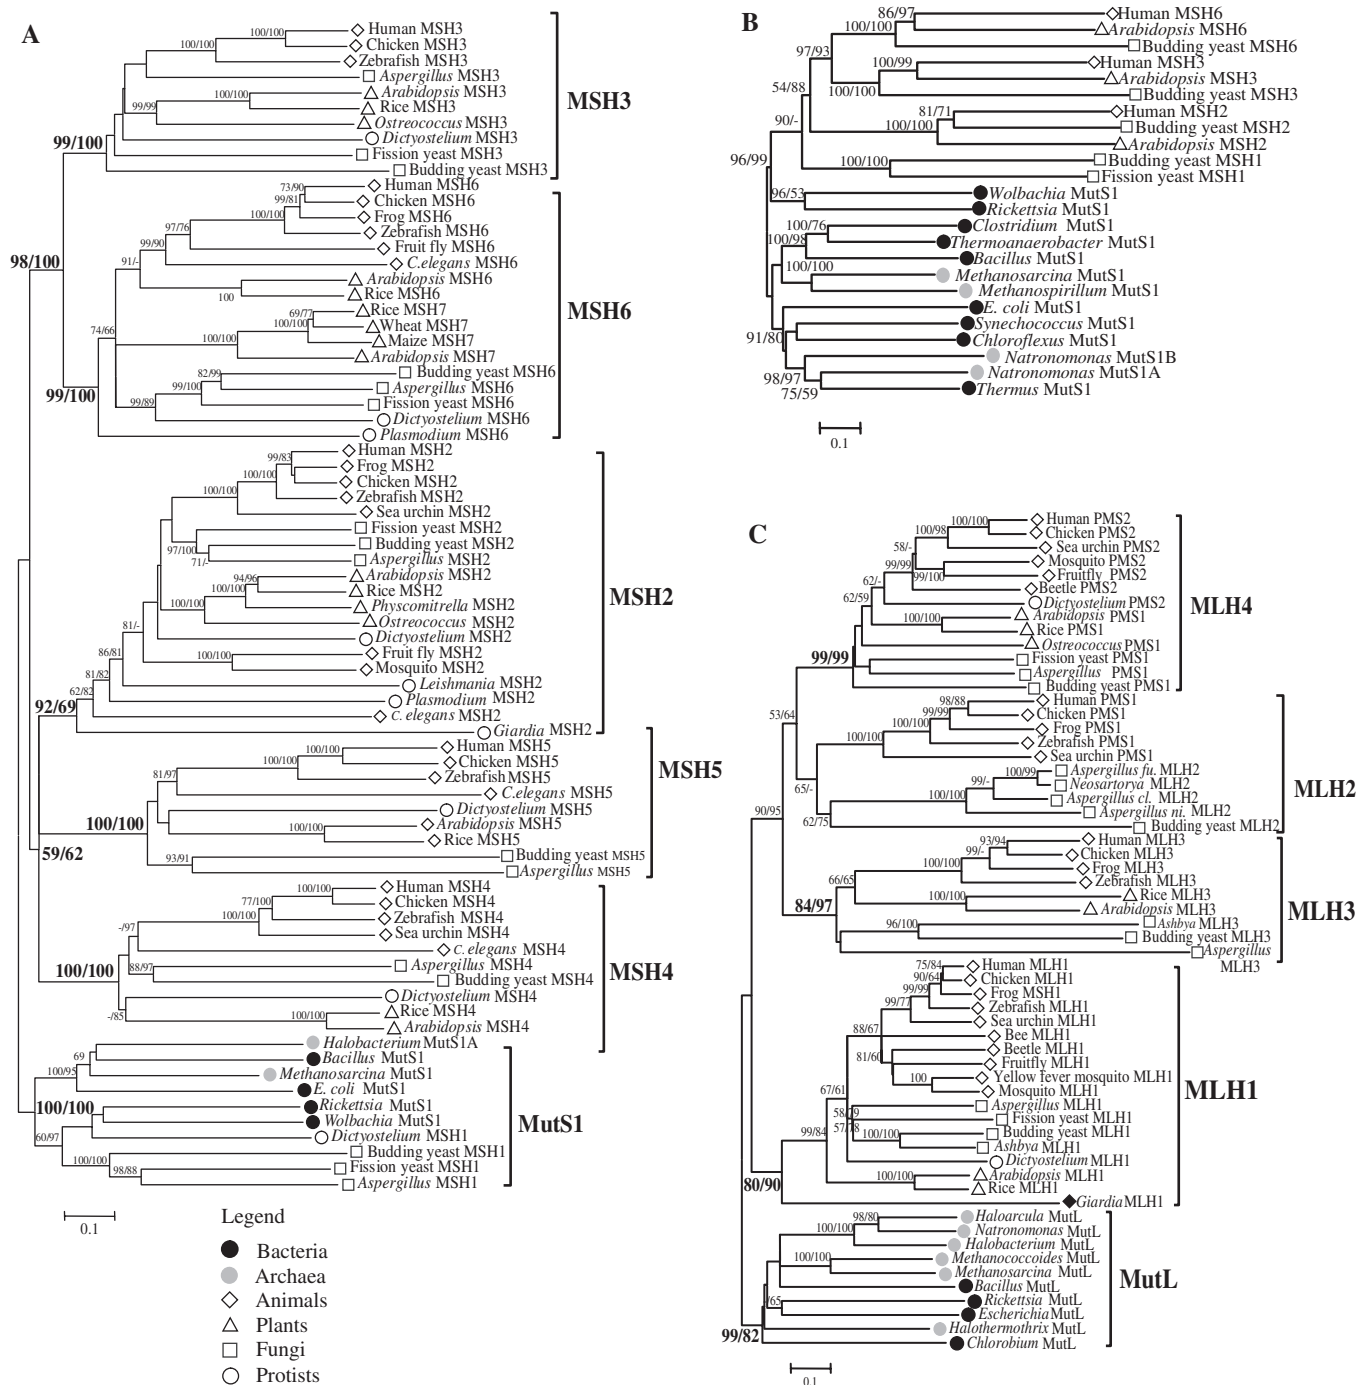 A
Human MSH3
100/100
Chicken MSH3
100/100
Zebrafish MSH3
Aspergillus MSH3
Arabidopsis MSH3
100/100
Rice MSH3
99/99
Ostreococcus MSH3
Dictyostelium MSH3
Fission yeast MSH3
Budding yeast MSH3
99/100
MSH3
Human MSH6
73/90
Chicken MSH6
99/81
Frog MSH6
100/100
Zebrafish MSH6
97/76
Fruit fly MSH6
99/90
C.elegans MSH6
91/-
Arabidopsis MSH6
Rice MSH6
100
Rice MSH7
69/77
Wheat MSH7
100/100
Maize MSH7
100/100
Arabidopsis MSH7
74/66
Budding yeast MSH6
82/99
Aspergillus MSH6
99/100
Fission yeast MSH6
99/89
Dictyostelium MSH6
Plasmodium MSH6
98/100
99/100
MSH6
Human MSH2
99/83
Frog MSH2
Chicken MSH2
100/100
Zebrafish MSH2
100/100
Sea urchin MSH2
Fission yeast MSH2
Budding yeast MSH2
97/100
Aspergillus MSH2
71/-
Arabidopsis MSH2
94/96
Rice MSH2
100/100
Physcomitrella MSH2
100/100
Ostreococcus MSH2
81/-
Dictyostelium MSH2
Fruit fly MSH2
100/100
Mosquito MSH2
86/81
Leishmania MSH2
81/82
Plasmodium MSH2
62/82
C. elegans MSH2
Giardia MSH2
92/69
MSH2
Human MSH5
100/100
Chicken MSH5
100/100
Zebrafish MSH5
81/97
C.elegans MSH5
Dictyostelium MSH5
Arabidopsis MSH5
100/100
Rice MSH5
100/100
Budding yeast MSH5
93/91
Aspergillus MSH5
59/62
MSH5
Human MSH4
100/100
Chicken MSH4
77/100
Zebrafish MSH4
100/100
Sea urchin MSH4
-/97
C. elegans MSH4
Aspergillus MSH4
88/97
Budding yeast MSH4
100/100
Dictyostelium MSH4
Rice MSH4
-/85
100/100
Arabidopsis MSH4
MSH4
Halobacterium MutS1A
69
Bacillus MutS1
100/95
Methanosarcina MutS1
E. coli MutS1
100/100
Rickettsia MutS1
Wolbachia MutS1
60/97
Dictyostelium MSH1
Budding yeast MSH1
100/100
Fission yeast MSH1
98/88
Aspergillus MSH1
MutS1
0.1
Legend
Bacteria
Archaea
Animals
Plants
Fungi
Protists
B
Human MSH6
86/97
Arabidopsis MSH6
100/100
Budding yeast MSH6
97/93
Human MSH3
100/99
Arabidopsis MSH3
100/100
Budding yeast MSH3
54/88
Human MSH2
81/71
Budding yeast MSH2
100/100
Arabidopsis MSH2
90/-
Budding yeast MSH1
100/100
Fission yeast MSH1
96/99
Wolbachia MutS1
96/53
Rickettsia MutS1
Clostridium MutS1
100/76
Thermoanaerobacter MutS1
100/98
Bacillus MutS1
Methanosarcina MutS1
100/100
Methanospirillum MutS1
E. coli MutS1
Synechococcus MutS1
91/80
Chloroflexus MutS1
Natronomonas MutS1B
98/97
Natronomonas MutS1A
75/59
Thermus MutS1
0.1
C
Human PMS2
100/100
Chicken PMS2
100/98
Sea urchin PMS2
58/-
Mosquito PMS2
99/99
99/100
Fruitfly PMS2
62/-
Beetle PMS2
62/59
Dictyostelium PMS2
Arabidopsis PMS1
100/100
Rice PMS1
Ostreococcus PMS1
99/99
Fission yeast PMS1
Aspergillus PMS1
Budding yeast PMS1
MLH4
Human PMS1
98/88
Chicken PMS1
99/99
Frog PMS1
53/64
100/100
Zebrafish PMS1
100/100
Sea urchin PMS1
Aspergillus fu. MLH2
100/99
Neosartorya MLH2
99/-
65/-
Aspergillus cl. MLH2
100/100
Aspergillus ni. MLH2
62/75
Budding yeast MLH2
MLH2
90/95
Human MLH3
93/94
Chicken MLH3
99/-
Frog MLH3
100/100
Zebrafish MLH3
66/65
Rice MLH3
100/100
Arabidopsis MLH3
84/97
Ashbya MLH3
96/100
Budding yeast MLH3
Aspergillus
MLH3
MLH3
Human MLH1
75/84
Chicken MLH1
90/64
Frog MSH1
99/99
Zebrafish MLH1
99/77
Sea urchin MLH1
88/67
Bee MLH1
Beetle MLH1
81/60
Fruitfly MLH1
100
Yellow fever mosquito MLH1
Mosquito MLH1
67/61
Aspergillus MLH1
58/79
Fission yeast MLH1
57/78
Budding yeast MLH1
100/100
Ashbya MLH1
99/84
Dictyostelium MLH1
Arabidopsis MLH1
100/100
Rice MLH1
80/90
Giardia MLH1
MLH1
Haloarcula MutL
98/80
Natronomonas MutL
100/100
Halobacterium MutL
Methanococcoides MutL
100/100
Methanosarcina MutL
Bacillus MutL
-/65
Rickettsia MutL
Escherichia MutL
Halothermothrix MutL
99/82
Chlorobium MutL
MutL
0.1